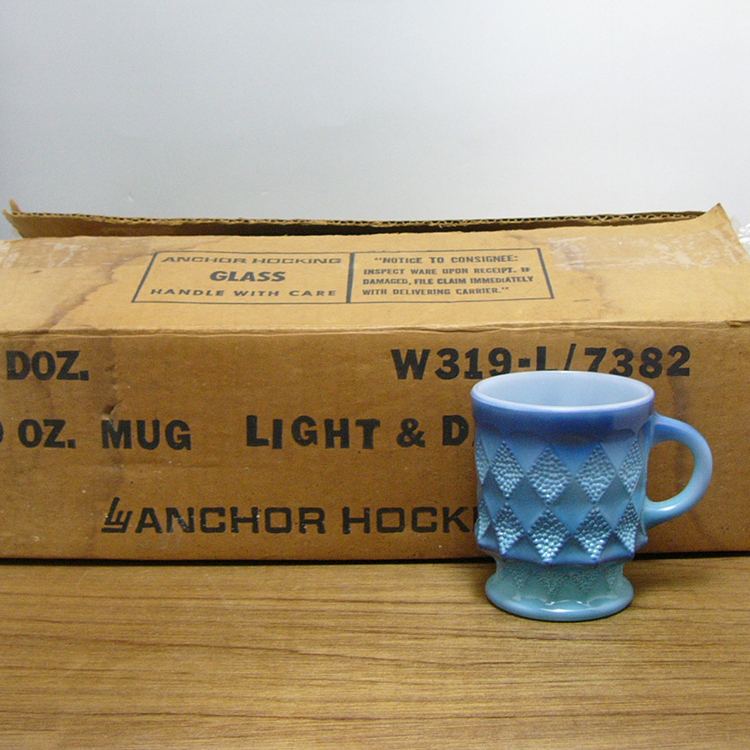 ANCHOR HOCKING
GLASS
HANDLE WITH CARE
"NOTICE TO CONSIGNEE:
INSPECT WARE UPON RECEIPT. IF
DAMAGED, FILE CLAIM IMMEDIATELY
WITH DELIVERING CARRIER."
DOZ.
W319-L/7382
OZ. MUG LIGHT &
ANCHOR